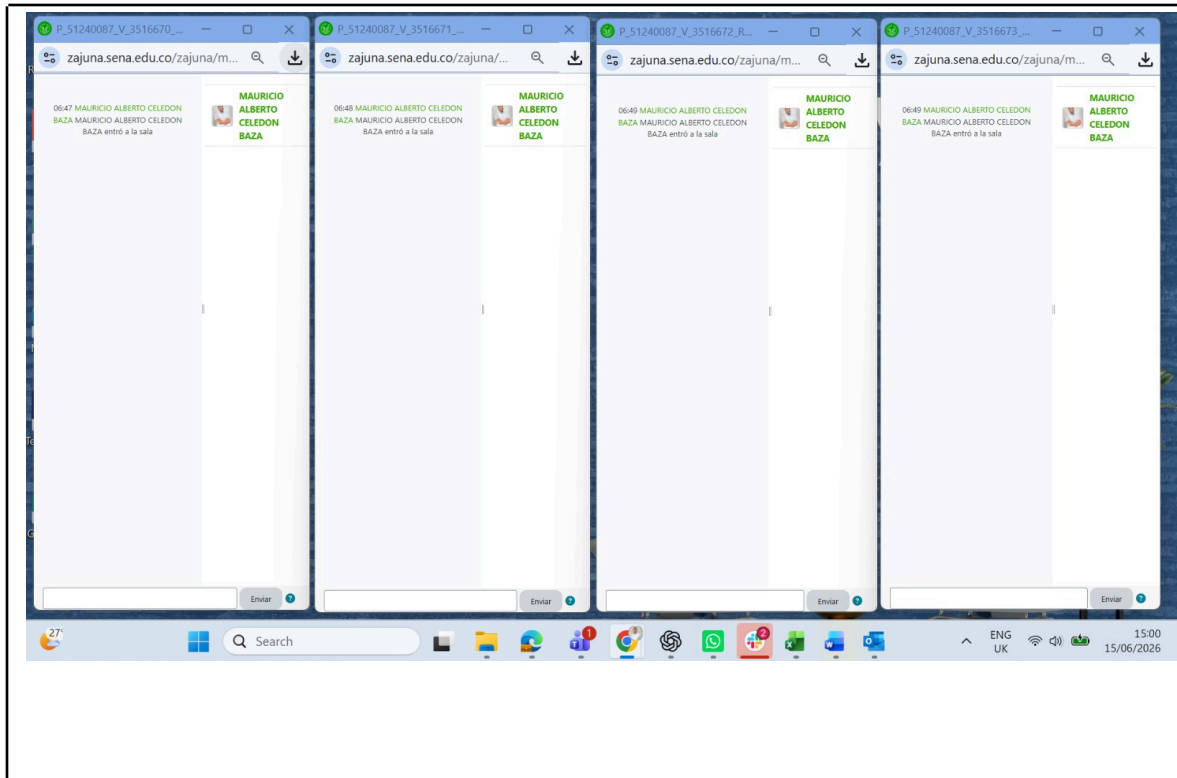 P_51240087_V_3516670_...
zajuna.sena.edu.co/zajuna/m...
06:47 MAURICIO ALBERTO CELEDON
BAZA MAURICIO ALBERTO CELEDON
BAZA entró a la sala
MAURICIO
ALBERTO
CELEDON
BAZA
Enviar
P_51240087_V_3516671_...
zajuna.sena.edu.co/zajuna/...
06:48 MAURICIO ALBERTO CELEDON
BAZA MAURICIO ALBERTO CELEDON
BAZA entró a la sala
MAURICIO
ALBERTO
CELEDON
BAZA
Enviar
P_51240087_V_3516672_R...
zajuna.sena.edu.co/zajuna/m...
06:49 MAURICIO ALBERTO CELEDON
BAZA MAURICIO ALBERTO CELEDON
BAZA entró a la sala
MAURICIO
ALBERTO
CELEDON
BAZA
Enviar
P_51240087_V_3516673_...
zajuna.sena.edu.co/zajuna/m...
06:49 MAURICIO ALBERTO CELEDON
BAZA MAURICIO ALBERTO CELEDON
BAZA entró a la sala
MAURICIO
ALBERTO
CELEDON
BAZA
Enviar
27°
Search
1
2
ENG
UK
15:00
15/06/2026